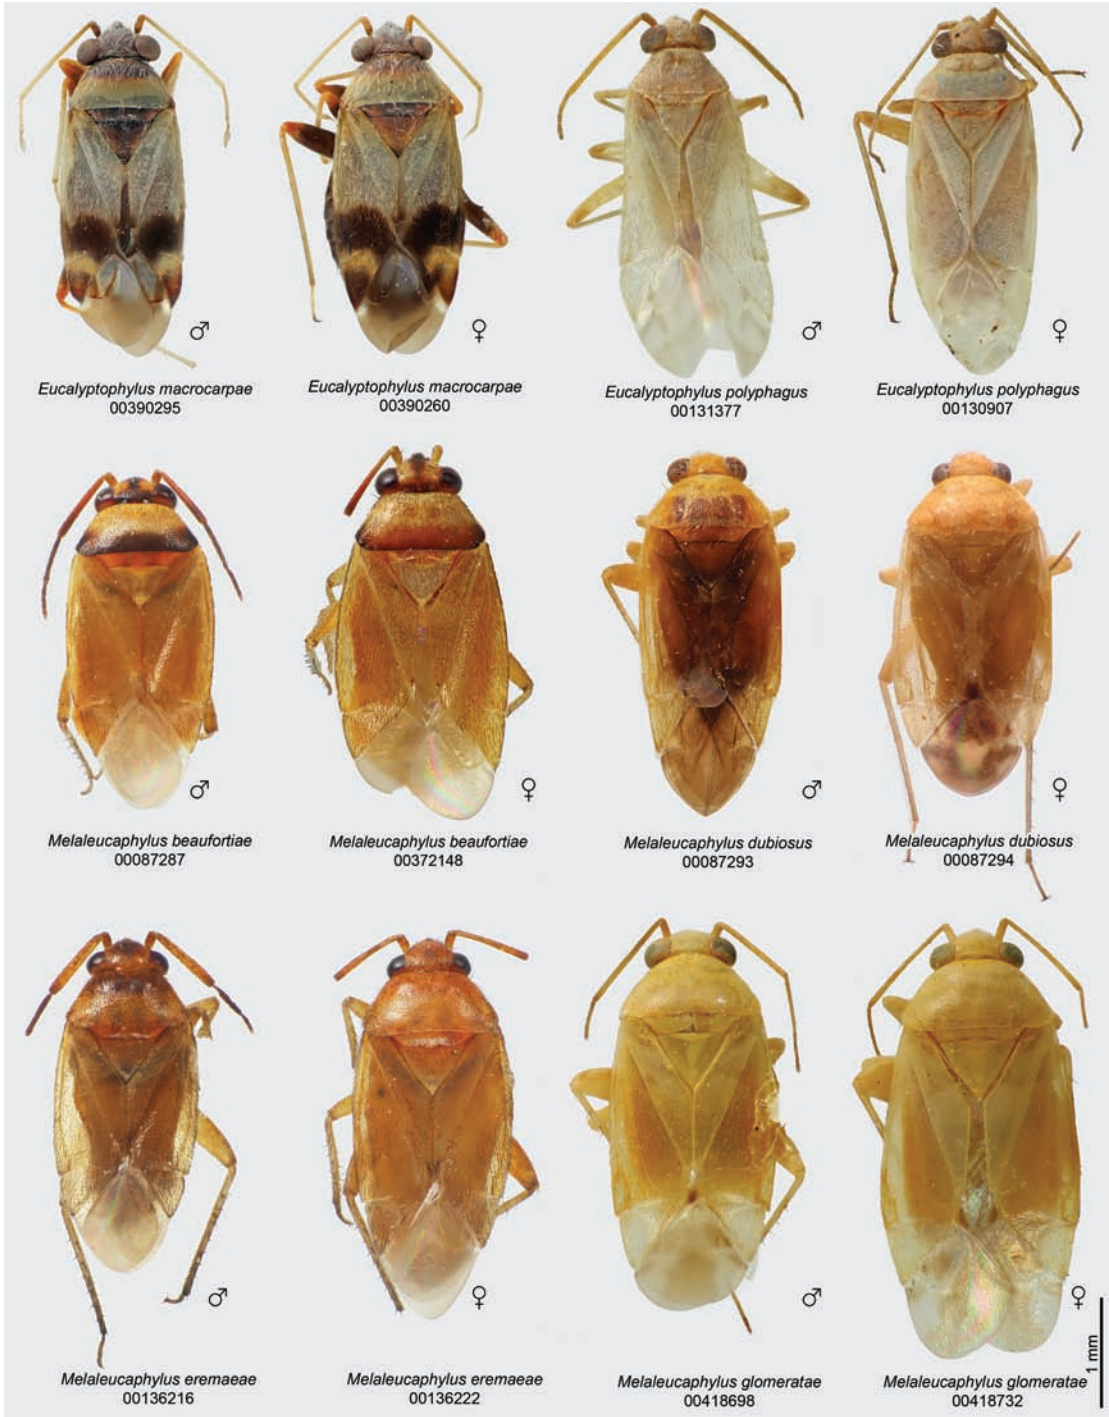 ♂
♀
♂
♀
Eucalyptophylus macrocarpae
00390295
Eucalyptophylus macrocarpae
00390260
Eucalyptophylus polyphagus
00131377
Eucalyptophylus polyphagus
00130907
♂
♀
♂
♀
Melaleucaphylus beaufortiae
00087287
Melaleucaphylus beaufortiae
00372148
Melaleucaphylus dubiosus
00087293
Melaleucaphylus dubiosus
00087294
♂
♀
♂
♀
1 mm
Melaleucaphylus eremaeae
00136216
Melaleucaphylus eremaeae
00136222
Melaleucaphylus glomeratae
00418698
Melaleucaphylus glomeratae
00418732